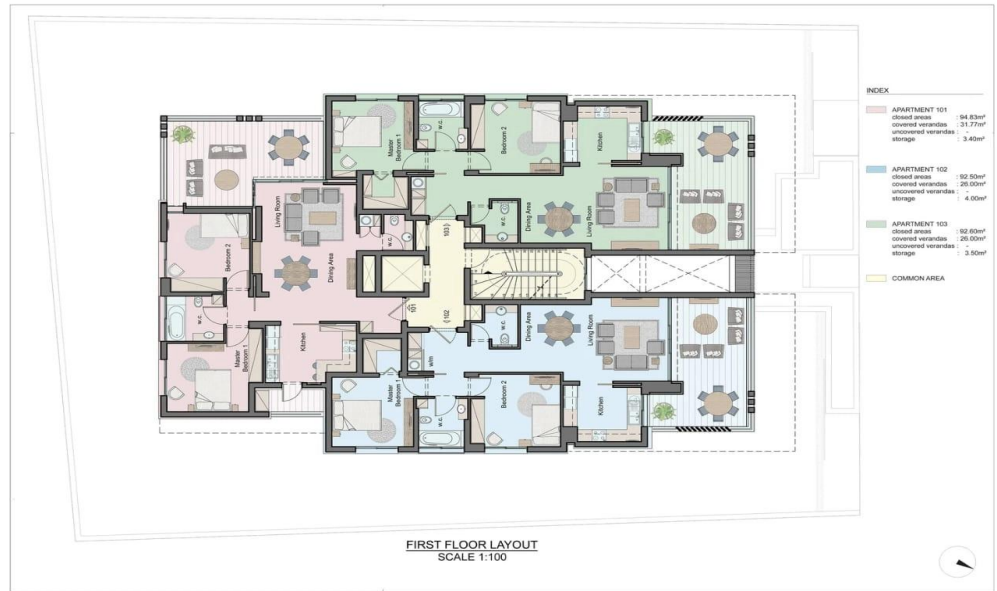 INDEX
APARTMENT 101
closed areas : 94.83m²
covered verandas : 31.77m²
uncovered verandas : -
storage : 3.40m²
APARTMENT 102
closed areas : 92.50m²
covered verandas : 26.00m²
uncovered verandas : -
storage : 4.00m²
APARTMENT 103
closed areas : 92.60m²
covered verandas : 26.00m²
uncovered verandas : -
storage : 3.50m²
COMMON AREA
Master
Bedroom 1
w.c.
Bedroom 2
Kitchen
Living Room
Dining Area
w.c.
103
Dining Area
Living Room
w.c.
Bedroom 2
w.c.
Master
Bedroom 1
Kitchen
101
102
w/m
w.c.
Dining Area
Living Room
Master
Bedroom 1
w.c.
Bedroom 2
Kitchen
FIRST FLOOR LAYOUT
SCALE 1:100